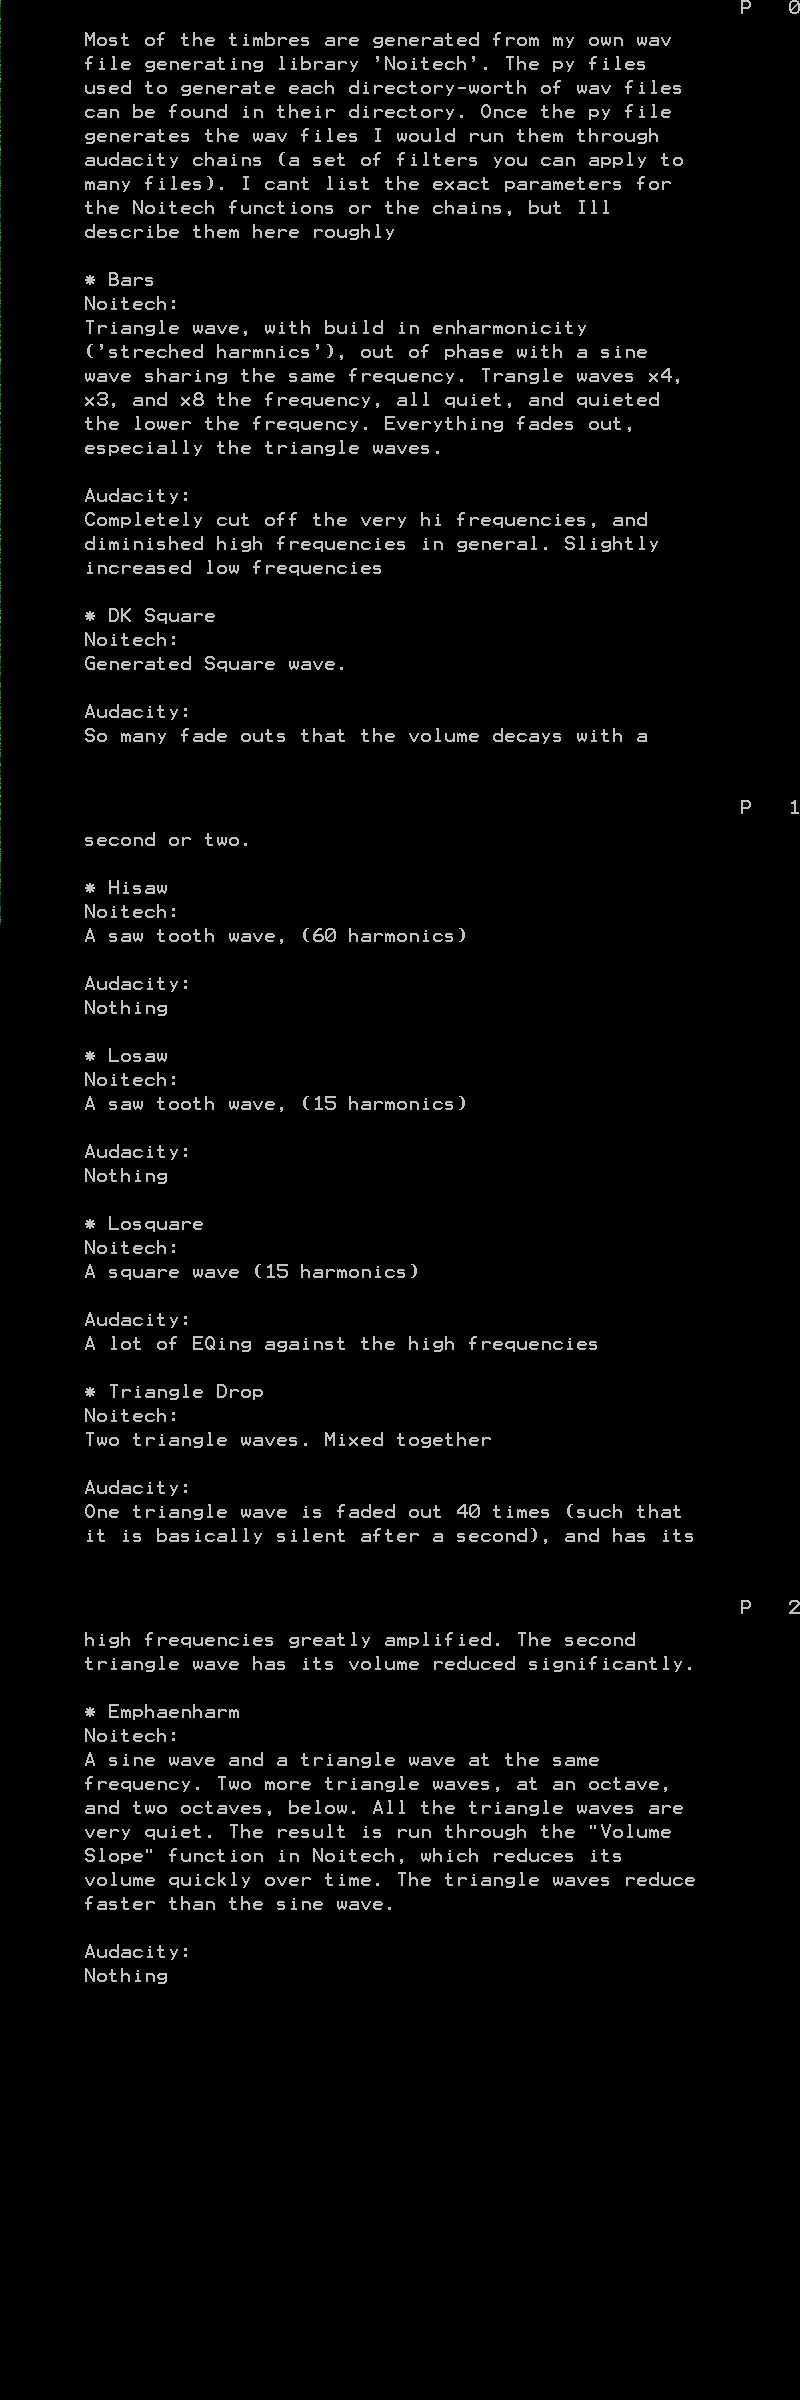 P 0
Most of the timbres are generated from my own wav
file generating library 'Noitech'. The py files
used to generate each directory-worth of wav files
can be found in their directory. Once the py file
generates the wav files I would run them through
audacity chains (a set of filters you can apply to
many files). I cant list the exact parameters for
the Noitech functions or the chains, but Ill
describe them here roughly
* Bars
Noitech:
Triangle wave, with build in enharmonicity
('streched harmnics'), out of phase with a sine
wave sharing the same frequency. Trangle waves x4,
x3, and x8 the frequency, all quiet, and quieted
the lower the frequency. Everything fades out,
especially the triangle waves.
Audacity:
Completely cut off the very hi frequencies, and
diminished high frequencies in general. Slightly
increased low frequencies
* DK Square
Noitech:
Generated Square wave.
Audacity:
So many fade outs that the volume decays with a
P 1
second or two.
* Hisaw
Noitech:
A saw tooth wave, (60 harmonics)
Audacity:
Nothing
* Losaw
Noitech:
A saw tooth wave, (15 harmonics)
Audacity:
Nothing
* Losquare
Noitech:
A square wave (15 harmonics)
Audacity:
A lot of EQing against the high frequencies
* Triangle Drop
Noitech:
Two triangle waves. Mixed together
Audacity:
One triangle wave is faded out 40 times (such that
it is basically silent after a second), and has its
P 2
high frequencies greatly amplified. The second
triangle wave has its volume reduced significantly.
* Emphaenharm
Noitech:
A sine wave and a triangle wave at the same
frequency. Two more triangle waves, at an octave,
and two octaves, below. All the triangle waves are
very quiet. The result is run through the "Volume
Slope" function in Noitech, which reduces its
volume quickly over time. The triangle waves reduce
faster than the sine wave.
Audacity:
Nothing